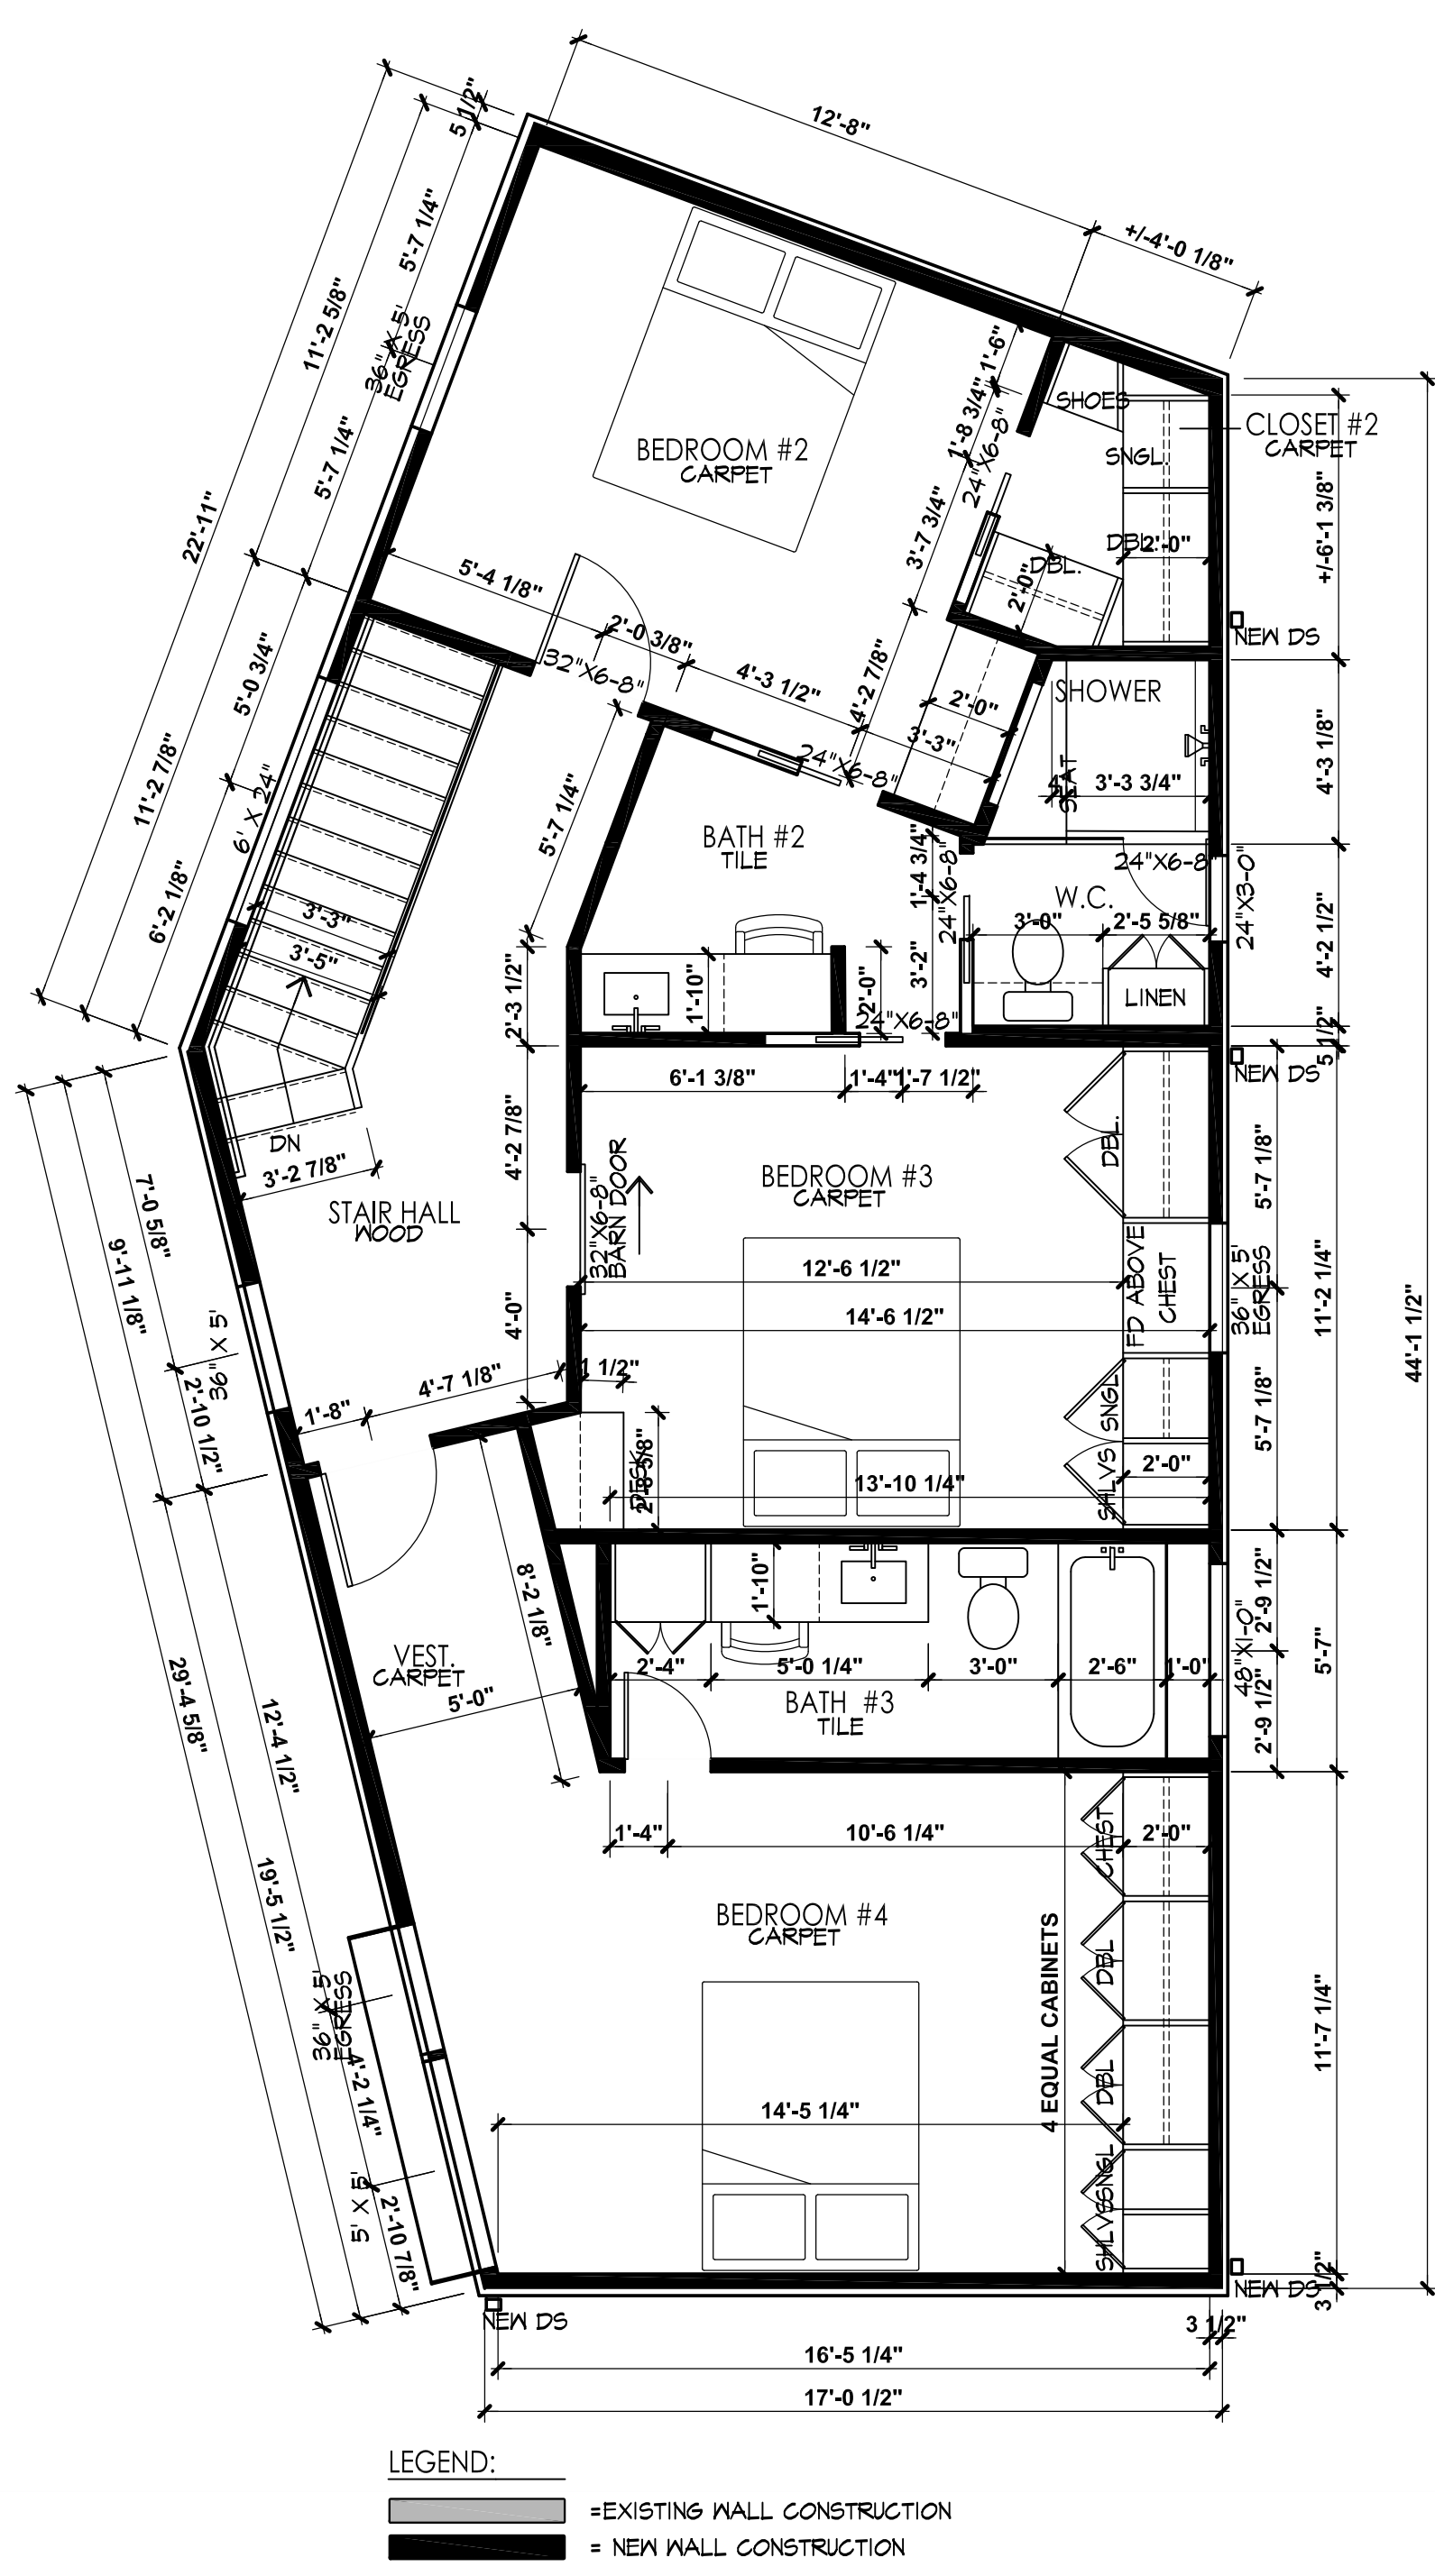 12'-8"
5 1/2"
+/-4'-0 1/8"
5'-7 1/4"
11'-2 5/8"
36" X 5'
EGRESS
1'-6"
SHOES
1'-8 3/4"
24"X6-8"
CLOSET #2
CARPET
BEDROOM #2
CARPET
SNGL.
5'-7 1/4"
22'-11"
3'-7 3/4"
DBL.
2'-0"
DBL.
2'-0"
+/-6'-1 3/8"
5'-4 1/8"
2'-0 3/8"
32"X6-8"
NEW DS
5'-0 3/4"
4'-3 1/2"
4'-2 7/8"
2'-0"
3'-3"
SHOWER
11'-2 7/8"
6' X 24"
24"X6-8"
SEAT
4"
3'-3 3/4"
4'-3 1/8"
44'-1 1/2"
5'-7 1/4"
BATH #2
TILE
1'-4 3/4"
24"X6-8"
24"X6-8
24"X3-0"
6'-2 1/8"
3'-3"
3'-5"
W.C.
3'-0"
2'-5 5/8"
4'-2 1/2"
2'-3 1/2"
1'-10"
2'-0"
3'-2"
LINEN
24"X6-8"
5 1/2"
NEW DS
6'-1 3/8"
1'-4"
1'-7 1/2"
DN
3'-2 7/8"
4'-2 7/8"
DBL.
5'-7 1/8"
STAIR HALL
WOOD
32"X6-8"
BARN DOOR
BEDROOM #3
CARPET
7'-0 5/8"
9'-11 1/8"
12'-6 1/2"
FD ABOVE
CHEST
36" X 5'
EGRESS
11'-2 1/4"
4'-0"
14'-6 1/2"
36" X 5'
2'-10 1/2"
1'-8"
4'-7 1/8"
1 1/2"
SNGL
5'-7 1/8"
DESK
2'-8 5/8"
13'-10 1/4"
SHLVS
2'-0"
8'-2 1/8"
1'-10"
2'-9 1/2"
48"X1-0"
5'-7"
VEST.
CARPET
5'-0"
2'-4"
5'-0 1/4"
3'-0"
2'-6"
1'-0"
BATH #3
TILE
2'-9 1/2"
29'-4 5/8"
12'-4 1/2"
1'-4"
10'-6 1/4"
CHEST
2'-0"
19'-5 1/2"
BEDROOM #4
CARPET
DBL
36" X 5'
EGRESS
4 EQUAL CABINETS
11'-7 1/4"
4'-2 1/4"
DBL
14'-5 1/4"
5' X 5'
2'-10 7/8"
SNGL
SHLVS
3 1/2"
NEW DS
NEW DS
3 1/2"
16'-5 1/4"
17'-0 1/2"
LEGEND:
=EXISTING WALL CONSTRUCTION
= NEW WALL CONSTRUCTION